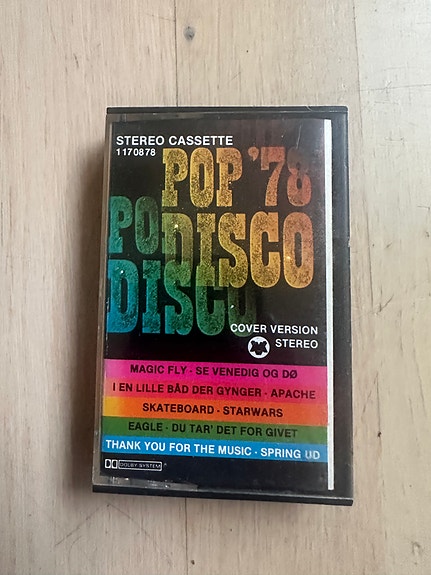 STEREO CASSETTE
1170878
POP '78
PO DISCO
DISCO
COVER VERSION
STEREO
MAGIC FLY - SE VENEDIG OG DØ
I EN LILLE BÅD DER GYNGER - APACHE
SKATEBOARD - STARWARS
EAGLE - DU TAR' DET FOR GIVET
THANK YOU FOR THE MUSIC - SPRING UD
DOLBY SYSTEM